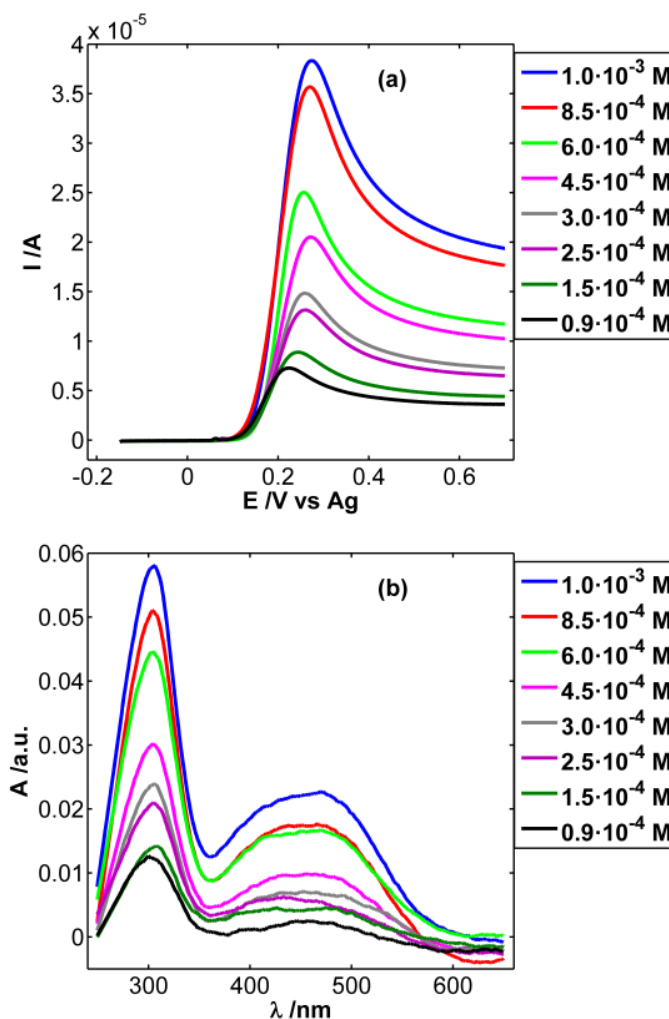 × 10⁻⁵
4
3.5
3
2.5
2
1.5
1
0.5
0
I /A
(a)
-0.2 0 0.2 0.4 0.6
E /V vs Ag
1.0·10⁻³ M
8.5·10⁻⁴ M
6.0·10⁻⁴ M
4.5·10⁻⁴ M
3.0·10⁻⁴ M
2.5·10⁻⁴ M
1.5·10⁻⁴ M
0.9·10⁻⁴ M
0.06
0.05
0.04
0.03
0.02
0.01
0
A /a.u.
(b)
300 400 500 600
λ /nm
1.0·10⁻³ M
8.5·10⁻⁴ M
6.0·10⁻⁴ M
4.5·10⁻⁴ M
3.0·10⁻⁴ M
2.5·10⁻⁴ M
1.5·10⁻⁴ M
0.9·10⁻⁴ M